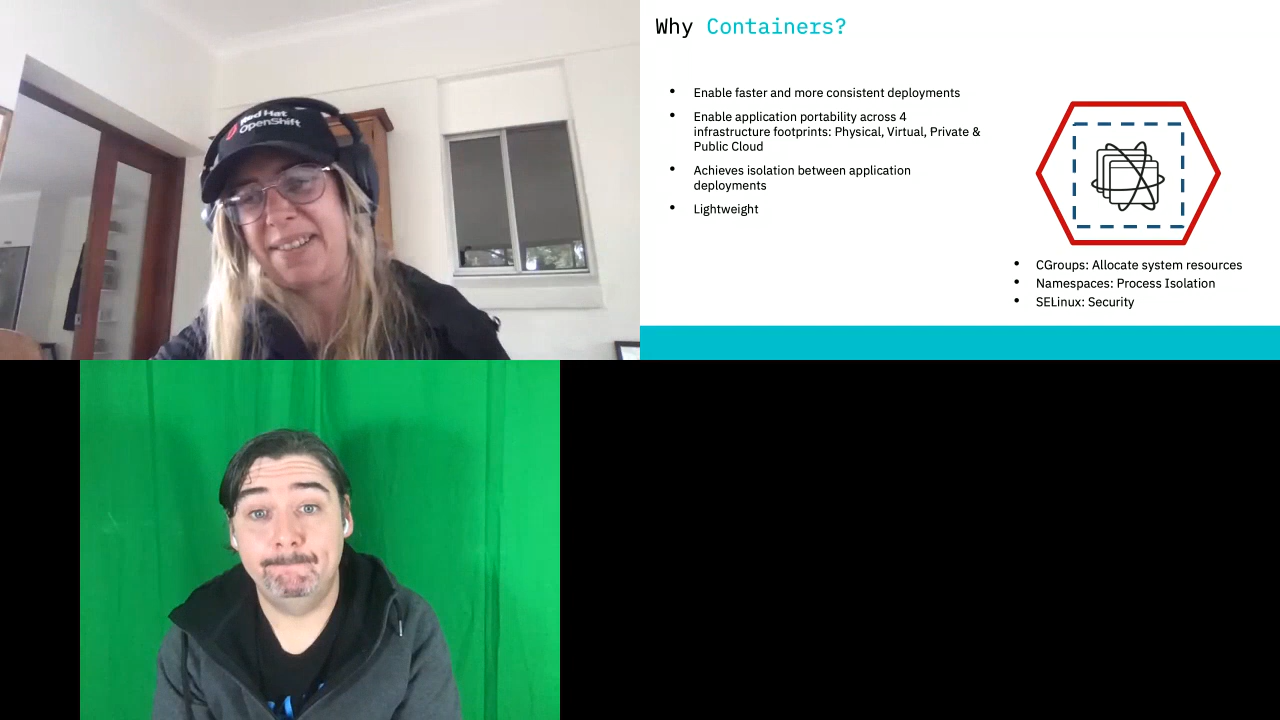 Red Hat
OpenShift
Why Containers?
Enable faster and more consistent deployments
Enable application portability across 4
infrastructure footprints: Physical, Virtual, Private &
Public Cloud
Achieves isolation between application
deployments
Lightweight
CGroups: Allocate system resources
Namespaces: Process Isolation
SELinux: Security